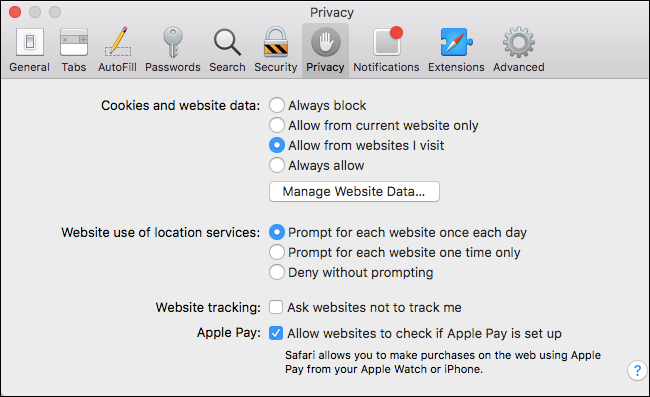 Privacy
General Tabs AutoFill Passwords Search Security Privacy Notifications Extensions Advanced
Cookies and website data: Always block
Allow from current website only
Allow from websites I visit
Always allow
Manage Website Data...
Website use of location services: Prompt for each website once each day
Prompt for each website one time only
Deny without prompting
Website tracking: Ask websites not to track me
Apple Pay: Allow websites to check if Apple Pay is set up
Safari allows you to make purchases on the web using Apple
Pay from your Apple Watch or iPhone.
?